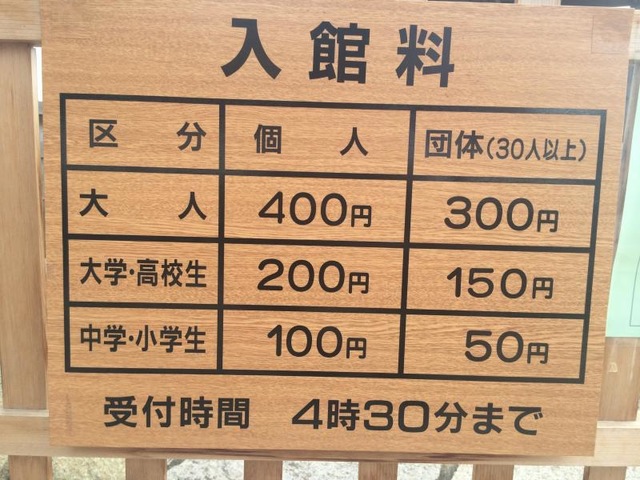 入館料
区分 個人 団体(30人以上)
大人 400円 300円
大学・高校生 200円 150円
中学・小学生 100円 50円
受付時間 4時30分まで